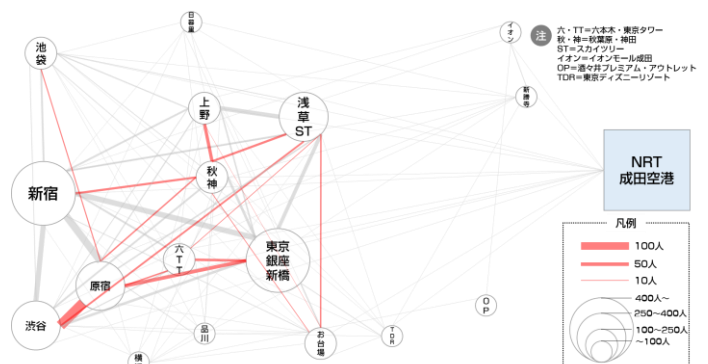 日暮里
池袋
イオン
注
六・TT=六本木・東京タワー
秋・神=秋葉原・神田
ST=スカイツリー
イオン=イオンモール成田
OP=酒々井プレミアム・アウトレット
TDR=東京ディズニーリゾート
新勝寺
上野
浅草
ST
秋神
新宿
NRT
成田空港
六TT
東京
銀座
新橋
原宿
渋谷
品川
横
お台場
TDR
OP
凡例
100人
50人
10人
400人~
250~400人
100~250人
~100人